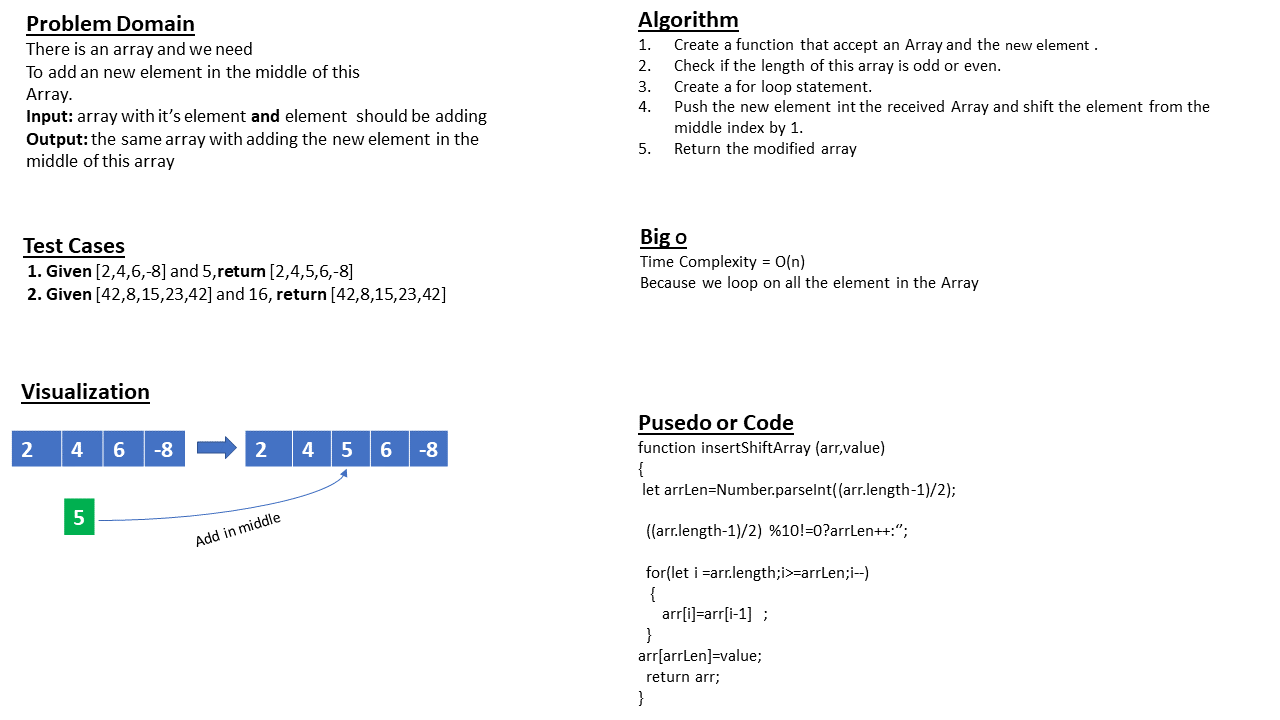 Problem Domain
There is an array and we need
To add an new element in the middle of this
Array.
Input: array with it’s element and element should be adding
Output: the same array with adding the new element in the
middle of this array
Test Cases
1. Given [2,4,6,-8] and 5,return [2,4,5,6,-8]
2. Given [42,8,15,23,42] and 16, return [42,8,15,23,42]
Visualization
2 4 6 -8 2 4 5 6 -8
5
Add in middle
Algorithm
1. Create a function that accept an Array and the new element .
2. Check if the length of this array is odd or even.
3. Create a for loop statement.
4. Push the new element int the received Array and shift the element from the
middle index by 1.
5. Return the modified array
Big o
Time Complexity = O(n)
Because we loop on all the element in the Array
Pusedo or Code
function insertShiftArray (arr,value)
{
let arrLen=Number.parseInt((arr.length-1)/2);
((arr.length-1)/2) %10!=0?arrLen++:‘’;
for(let i =arr.length;i>=arrLen;i--)
{
arr[i]=arr[i-1] ;
}
arr[arrLen]=value;
return arr;
}